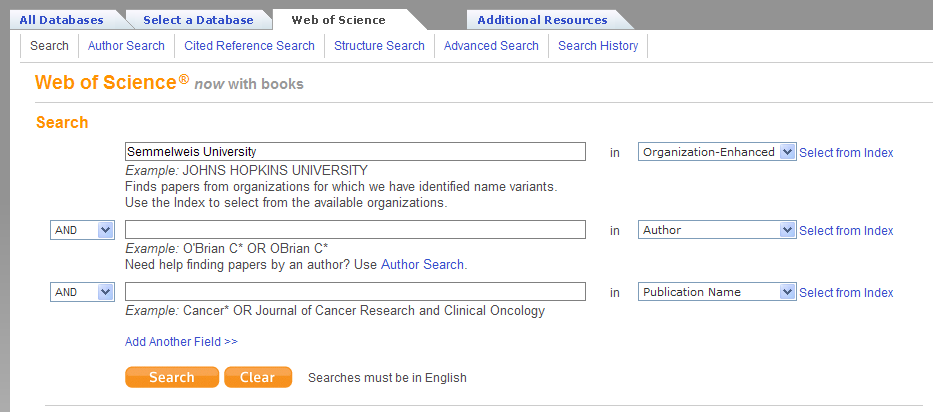 All Databases Select a Database Web of Science Additional Resources
Search Author Search Cited Reference Search Structure Search Advanced Search Search History
Web of Science® now with books
Search
Semmelweis University in Organization-Enhanced Select from Index
Example: JOHNS HOPKINS UNIVERSITY
Finds papers from organizations for which we have identified name variants.
Use the Index to select from the available organizations.
AND in Author Select from Index
Example: O'Brian C* OR OBrian C*
Need help finding papers by an author? Use Author Search.
AND in Publication Name Select from Index
Example: Cancer* OR Journal of Cancer Research and Clinical Oncology
Add Another Field >>
Search Clear Searches must be in English